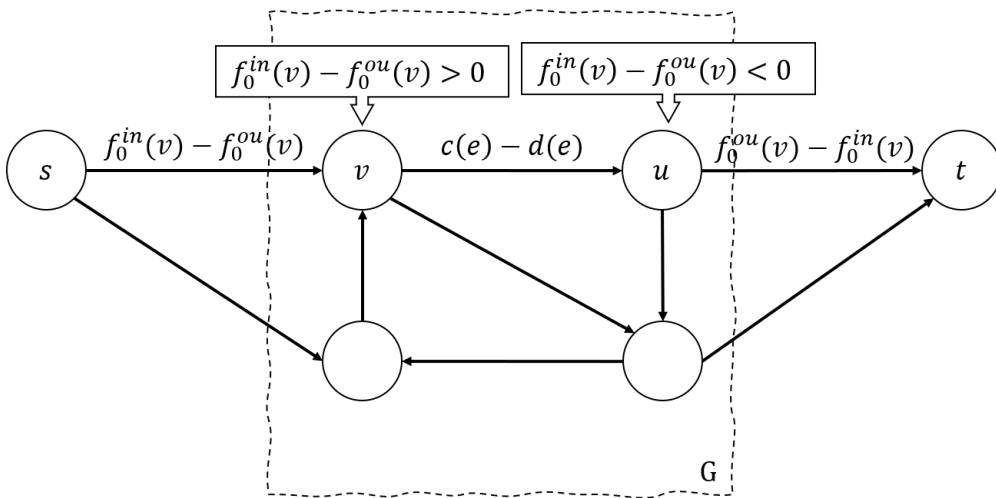 f_0^{in}(v) − f_0^{ou}(v) > 0
f_0^{in}(v) − f_0^{ou}(v) < 0
f_0^{in}(v) − f_0^{ou}(v)
c(e) − d(e)
f_0^{ou}(v) − f_0^{in}(v)
s
v
u
t
G